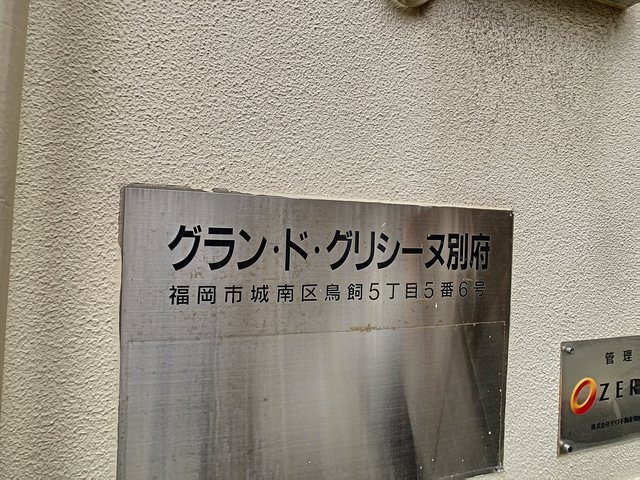 グラン・ド・グリシーヌ別府
福岡市城南区鳥飼5丁目5番6号
管理
ZER